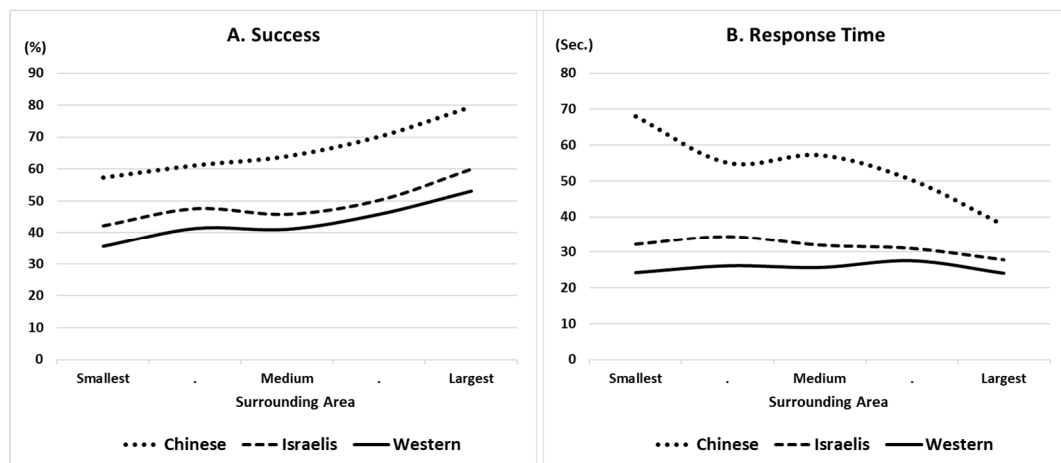 A. Success
(%)
90
80
70
60
50
40
30
20
10
0
Smallest . Medium . Largest
Surrounding Area
Chinese Israelis Western
B. Response Time
(Sec.)
80
70
60
50
40
30
20
10
0
Smallest . Medium . Largest
Surrounding Area
Chinese Israelis Western